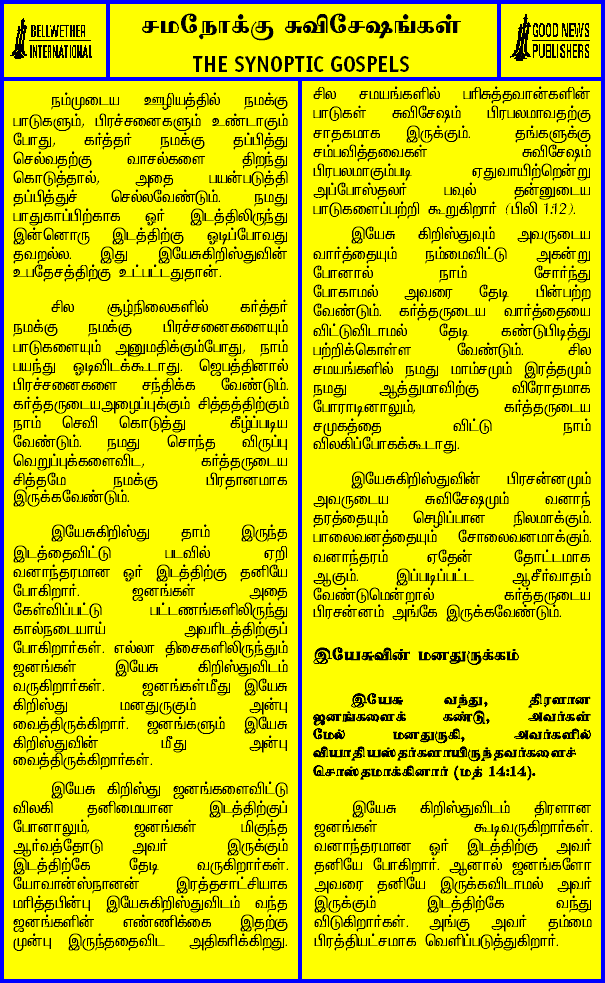 BELLWETHER
INTERNATIONAL
சமநோக்கு சுவிசேஷங்கள்
THE SYNOPTIC GOSPELS
GOOD NEWS
PUBLISHERS
நம்முடைய ஊழியத்தில் நமக்கு
பாடுகளும், பிரச்சனைகளும் உண்டாகும்
போது, கர்த்தர் நமக்கு தப்பித்து
செல்வதற்கு வாசல்களை திறந்து
கொடுத்தால், அதை பயன்படுத்தி
தப்பித்துச் செல்லவேண்டும். நமது
பாதுகாப்பிற்காக ஓர் இடத்திலிருந்து
இன்னொரு இடத்திற்கு ஓடிப்போவது
தவறல்ல. இது இயேசுகிறிஸ்துவின்
உபதேசத்திற்கு உட்பட்டதுதான்.
சில சூழ்நிலைகளில் கர்த்தர்
நமக்கு நமக்கு பிரச்சனைகளையும்
பாடுகளையும் அனுமதிக்கும்போது, நாம்
பயந்து ஓடிவிடக்கூடாது. ஜெபத்தினால்
பிரச்சனைகளை சந்திக்க வேண்டும்.
கர்த்தருடையஅழைப்புக்கும் சித்தத்திற்கும்
நாம் செவி கொடுத்து கீழ்ப்படிய
வேண்டும். நமது சொந்த விருப்பு
வெறுப்புக்களைவிட, கர்த்தருடைய
சித்தமே நமக்கு பிரதானமாக
இருக்கவேண்டும்.
இயேசுகிறிஸ்து தாம் இருந்த
இடத்தைவிட்டு படவில் ஏறி
வனாந்தரமான ஓர் இடத்திற்கு தனியே
போகிறார். ஜனங்கள் அதை
கேள்விப்பட்டு பட்டணங்களிலிருந்து
கால்நடையாய் அவரிடத்திற்குப்
போகிறார்கள். எல்லா திசைகளிலிருந்தும்
ஜனங்கள் இயேசு கிறிஸ்துவிடம்
வருகிறார்கள். ஜனங்கள்மீது இயேசு
கிறிஸ்து மனதுருகும் அன்பு
வைத்திருக்கிறார். ஜனங்களும் இயேசு
கிறிஸ்துவின் மீது அன்பு
வைத்திருக்கிறார்கள்.
இயேசு கிறிஸ்து ஜனங்களைவிட்டு
விலகி தனிமையான இடத்திற்குப்
போனாலும், ஜனங்கள் மிகுந்த
ஆர்வத்தோடு அவர் இருக்கும்
இடத்திற்கே தேடி வருகிறார்கள்.
யோவான்ஸ்நானன் இரத்தசாட்சியாக
மரித்தபின்பு இயேசுகிறிஸ்துவிடம் வந்த
ஜனங்களின் எண்ணிக்கை இதற்கு
முன்பு இருந்ததைவிட அதிகரிக்கிறது.
சில சமயங்களில் பரிசுத்தவான்களின்
பாடுகள் சுவிசேஷம் பிரபலமாவதற்கு
சாதகமாக இருக்கும். தங்களுக்கு
சம்பவித்தவைகள் சுவிசேஷம்
பிரபலமாகும்படி ஏதுவாயிற்றென்று
அப்போஸ்தலர் பவுல் தன்னுடைய
பாடுகளைப்பற்றி கூறுகிறார் (பிலி 1:12).
இயேசு கிறிஸ்துவும் அவருடைய
வார்த்தையும் நம்மைவிட்டு அகன்று
போனால் நாம் சோர்ந்து
போகாமல் அவரை தேடி பின்பற்ற
வேண்டும். கர்த்தருடைய வார்த்தையை
விட்டுவிடாமல் தேடி கண்டுபிடித்து
பற்றிக்கொள்ள வேண்டும். சில
சமயங்களில் நமது மாம்சமும் இரத்தமும்
நமது ஆத்துமாவிற்கு விரோதமாக
போராடினாலும், கர்த்தருடைய
சமுகத்தை விட்டு நாம்
விலகிப்போகக்கூடாது.
இயேசுகிறிஸ்துவின் பிரசன்னமும்
அவருடைய சுவிசேஷமும் வனாந்
தரத்தையும் செழிப்பான நிலமாக்கும்.
பாலைவனத்தையும் சோலைவனமாக்கும்.
வனாந்தரம் ஏதேன் தோட்டமாக
ஆகும். இப்படிப்பட்ட ஆசீர்வாதம்
வேண்டுமென்றால் கர்த்தருடைய
பிரசன்னம் அங்கே இருக்கவேண்டும்.
இயேசுவின் மனதுருக்கம்
இயேசு வந்து, திரளான
ஜனங்களைக் கண்டு, அவர்கள்
மேல் மனதுருகி, அவர்களில்
வியாதியஸ்தர்களாயிருந்தவர்களைச்
சொஸ்தமாக்கினார் (மத் 14:14).
இயேசு கிறிஸ்துவிடம் திரளான
ஜனங்கள் கூடிவருகிறார்கள்.
வனாந்தரமான ஓர் இடத்திற்கு அவர்
தனியே போகிறார். ஆனால் ஜனங்களோ
அவரை தனியே இருக்கவிடாமல் அவர்
இருக்கும் இடத்திற்கே வந்து
விடுகிறார்கள். அங்கு அவர் தம்மை
பிரத்தியட்சமாக வெளிப்படுத்துகிறார்.